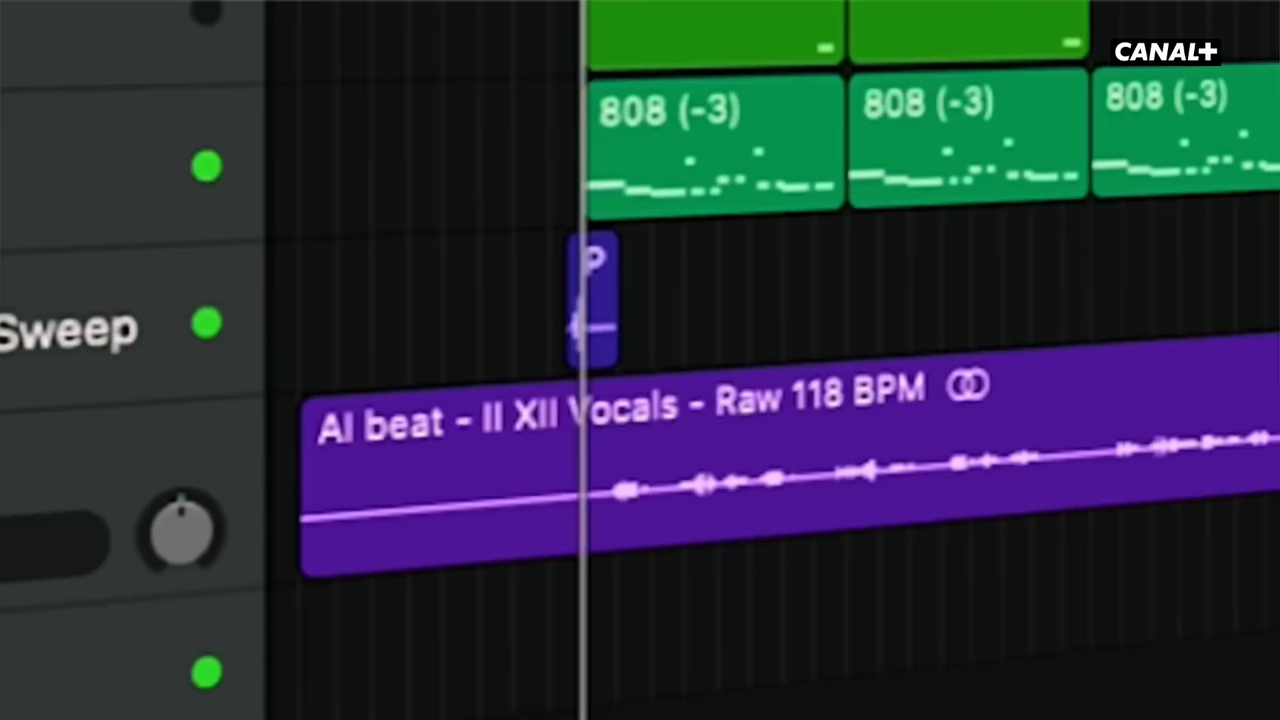 CANAL+
808 (-3)
808 (-3)
808 (-3)
P
Sweep
AI beat - II XII Vocals - Raw 118 BPM